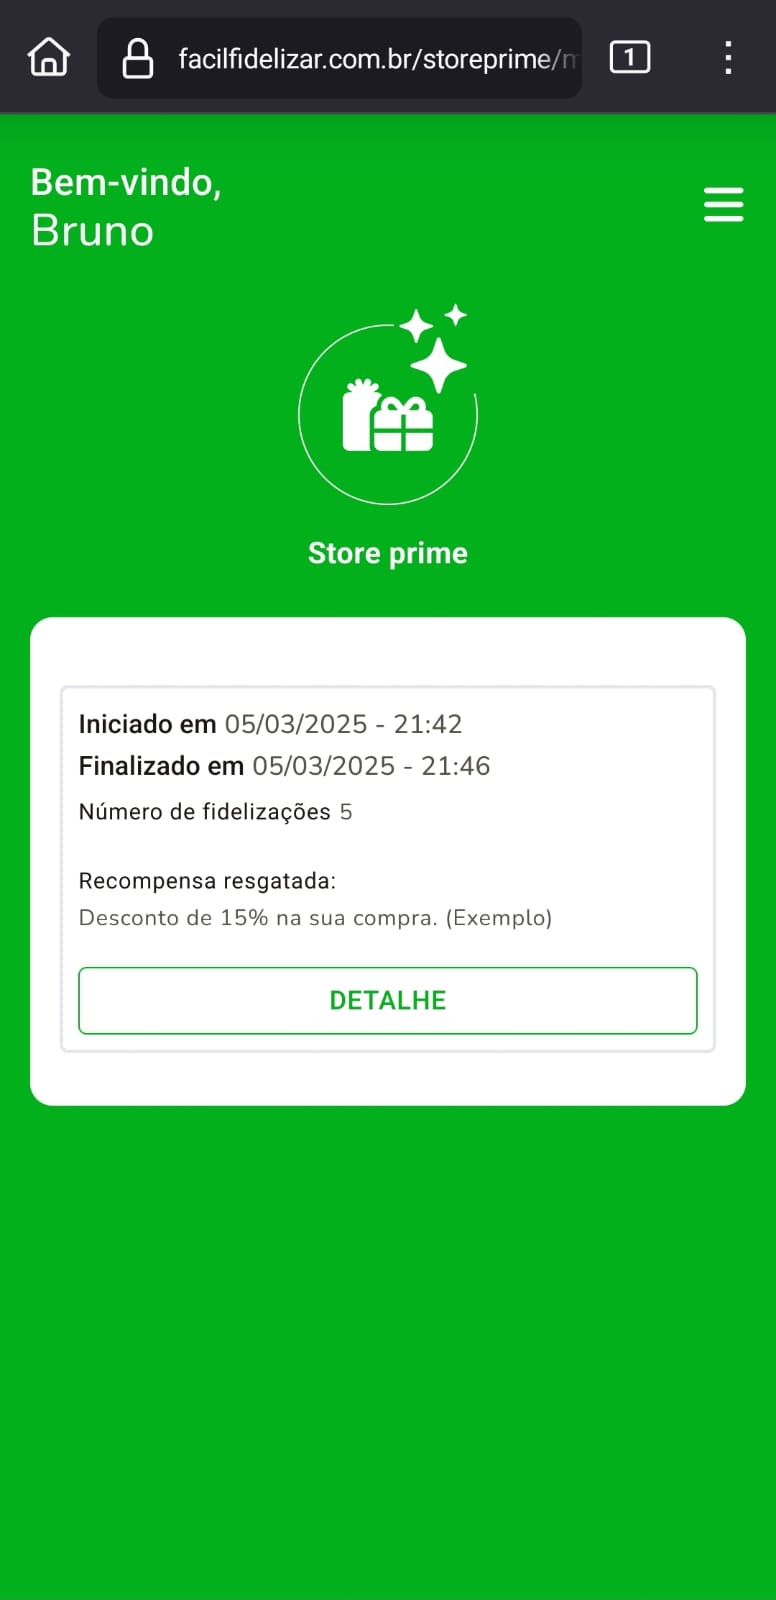 facilfidelizar.com.br/storeprime/
1
Bem-vindo,
Bruno
Store prime
Iniciado em 05/03/2025 - 21:42
Finalizado em 05/03/2025 - 21:46
Número de fidelizações 5
Recompensa resgatada:
Desconto de 15% na sua compra. (Exemplo)
DETALHE